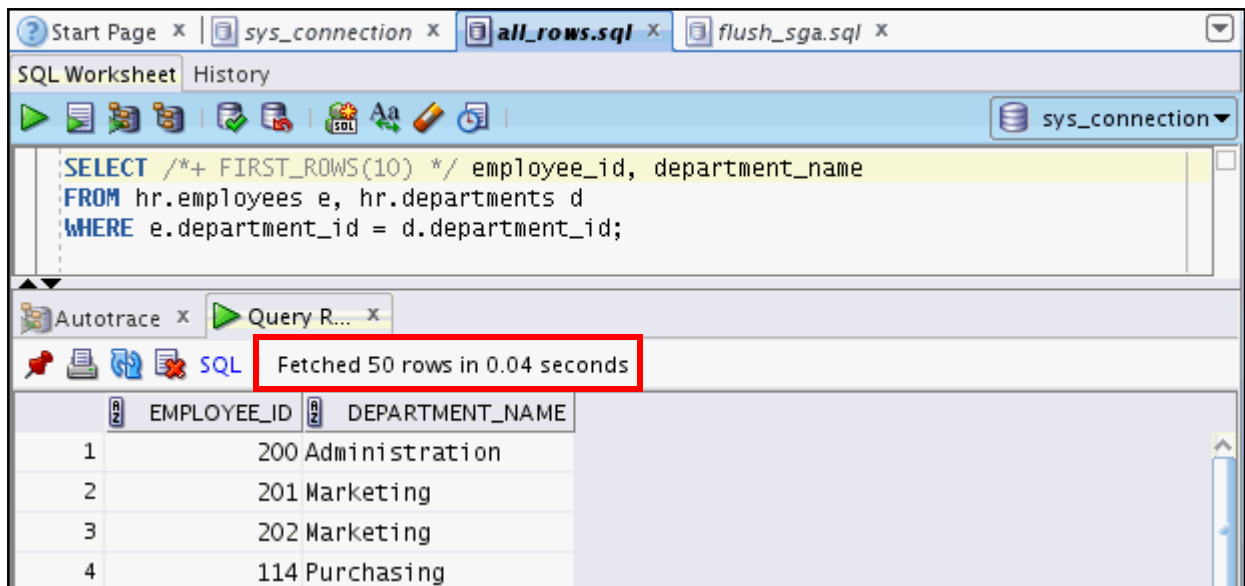 Start Page x sys_connection x all_rows.sql x flush_sga.sql x
SQL Worksheet History
sys_connection
SELECT /*+ FIRST_ROWS(10) */ employee_id, department_name
FROM hr.employees e, hr.departments d
WHERE e.department_id = d.department_id;
Autotrace x Query R... x
SQL Fetched 50 rows in 0.04 seconds
EMPLOYEE_ID DEPARTMENT_NAME
1 200 Administration
2 201 Marketing
3 202 Marketing
4 114 Purchasing